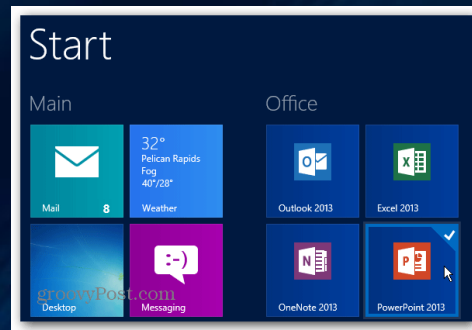 Start
Main
Office
32°
Pelican Rapids
Fog
40°/28°
Mail 8
Weather
Outlook 2013
Excel 2013
groovyPost.com
Desktop
Messaging
OneNote 2013
PowerPoint 2013